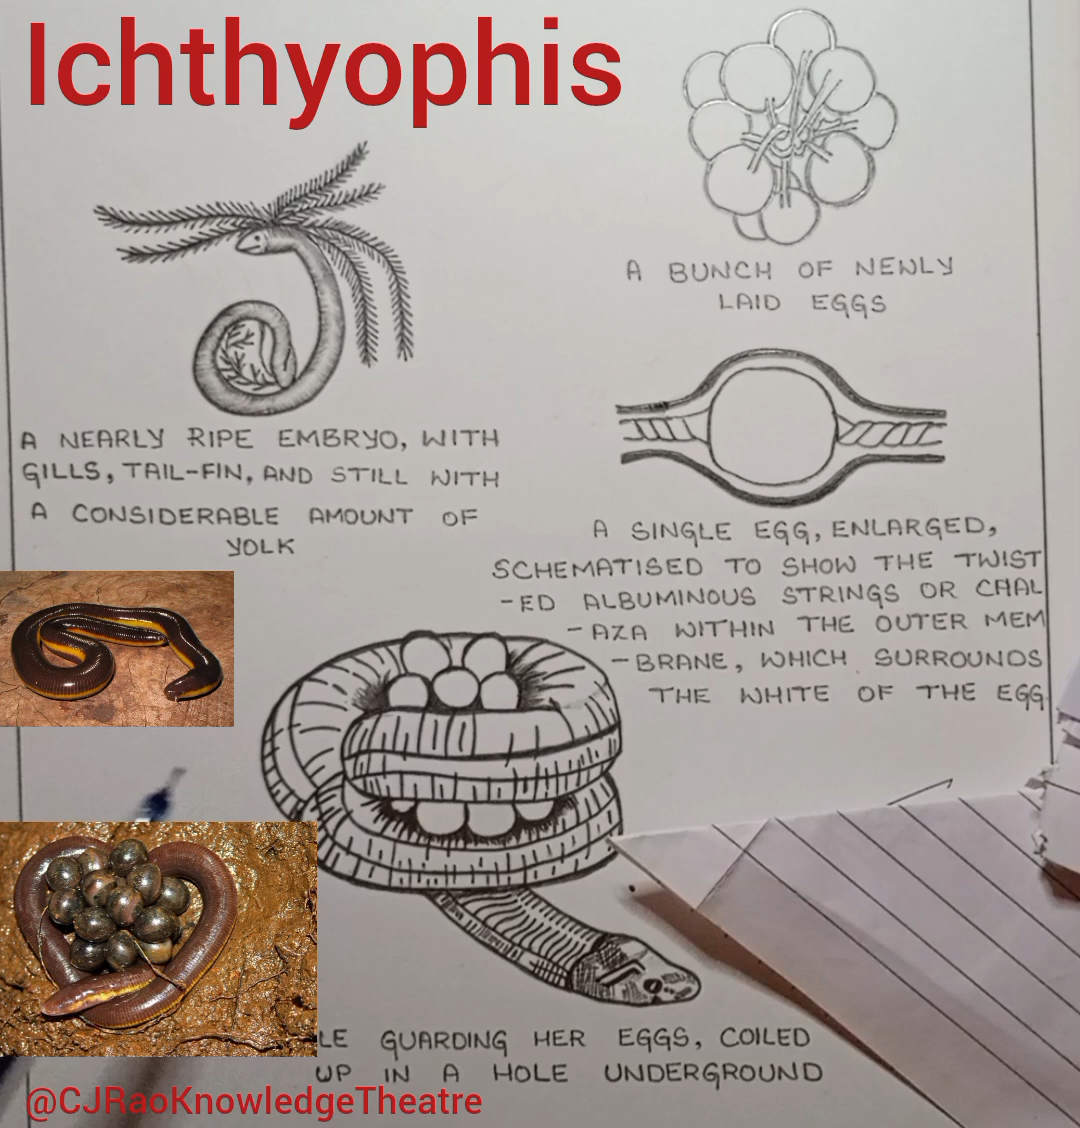 Ichthyophis
A BUNCH OF NEWLY
LAID EGGS
A NEARLY RIPE EMBRYO, WITH
GILLS, TAIL-FIN, AND STILL WITH
A CONSIDERABLE AMOUNT OF
YOLK
A SINGLE EGG, ENLARGED,
SCHEMATISED TO SHOW THE TWIST
-ED ALBUMINOUS STRINGS OR CHAL
-AZA WITHIN THE OUTER MEM
-BRANE, WHICH SURROUNDS
THE WHITE OF THE EGG
LE GUARDING HER EGGS, COILED
UP IN A HOLE UNDERGROUND
@CJRaoKnowledgeTheatre